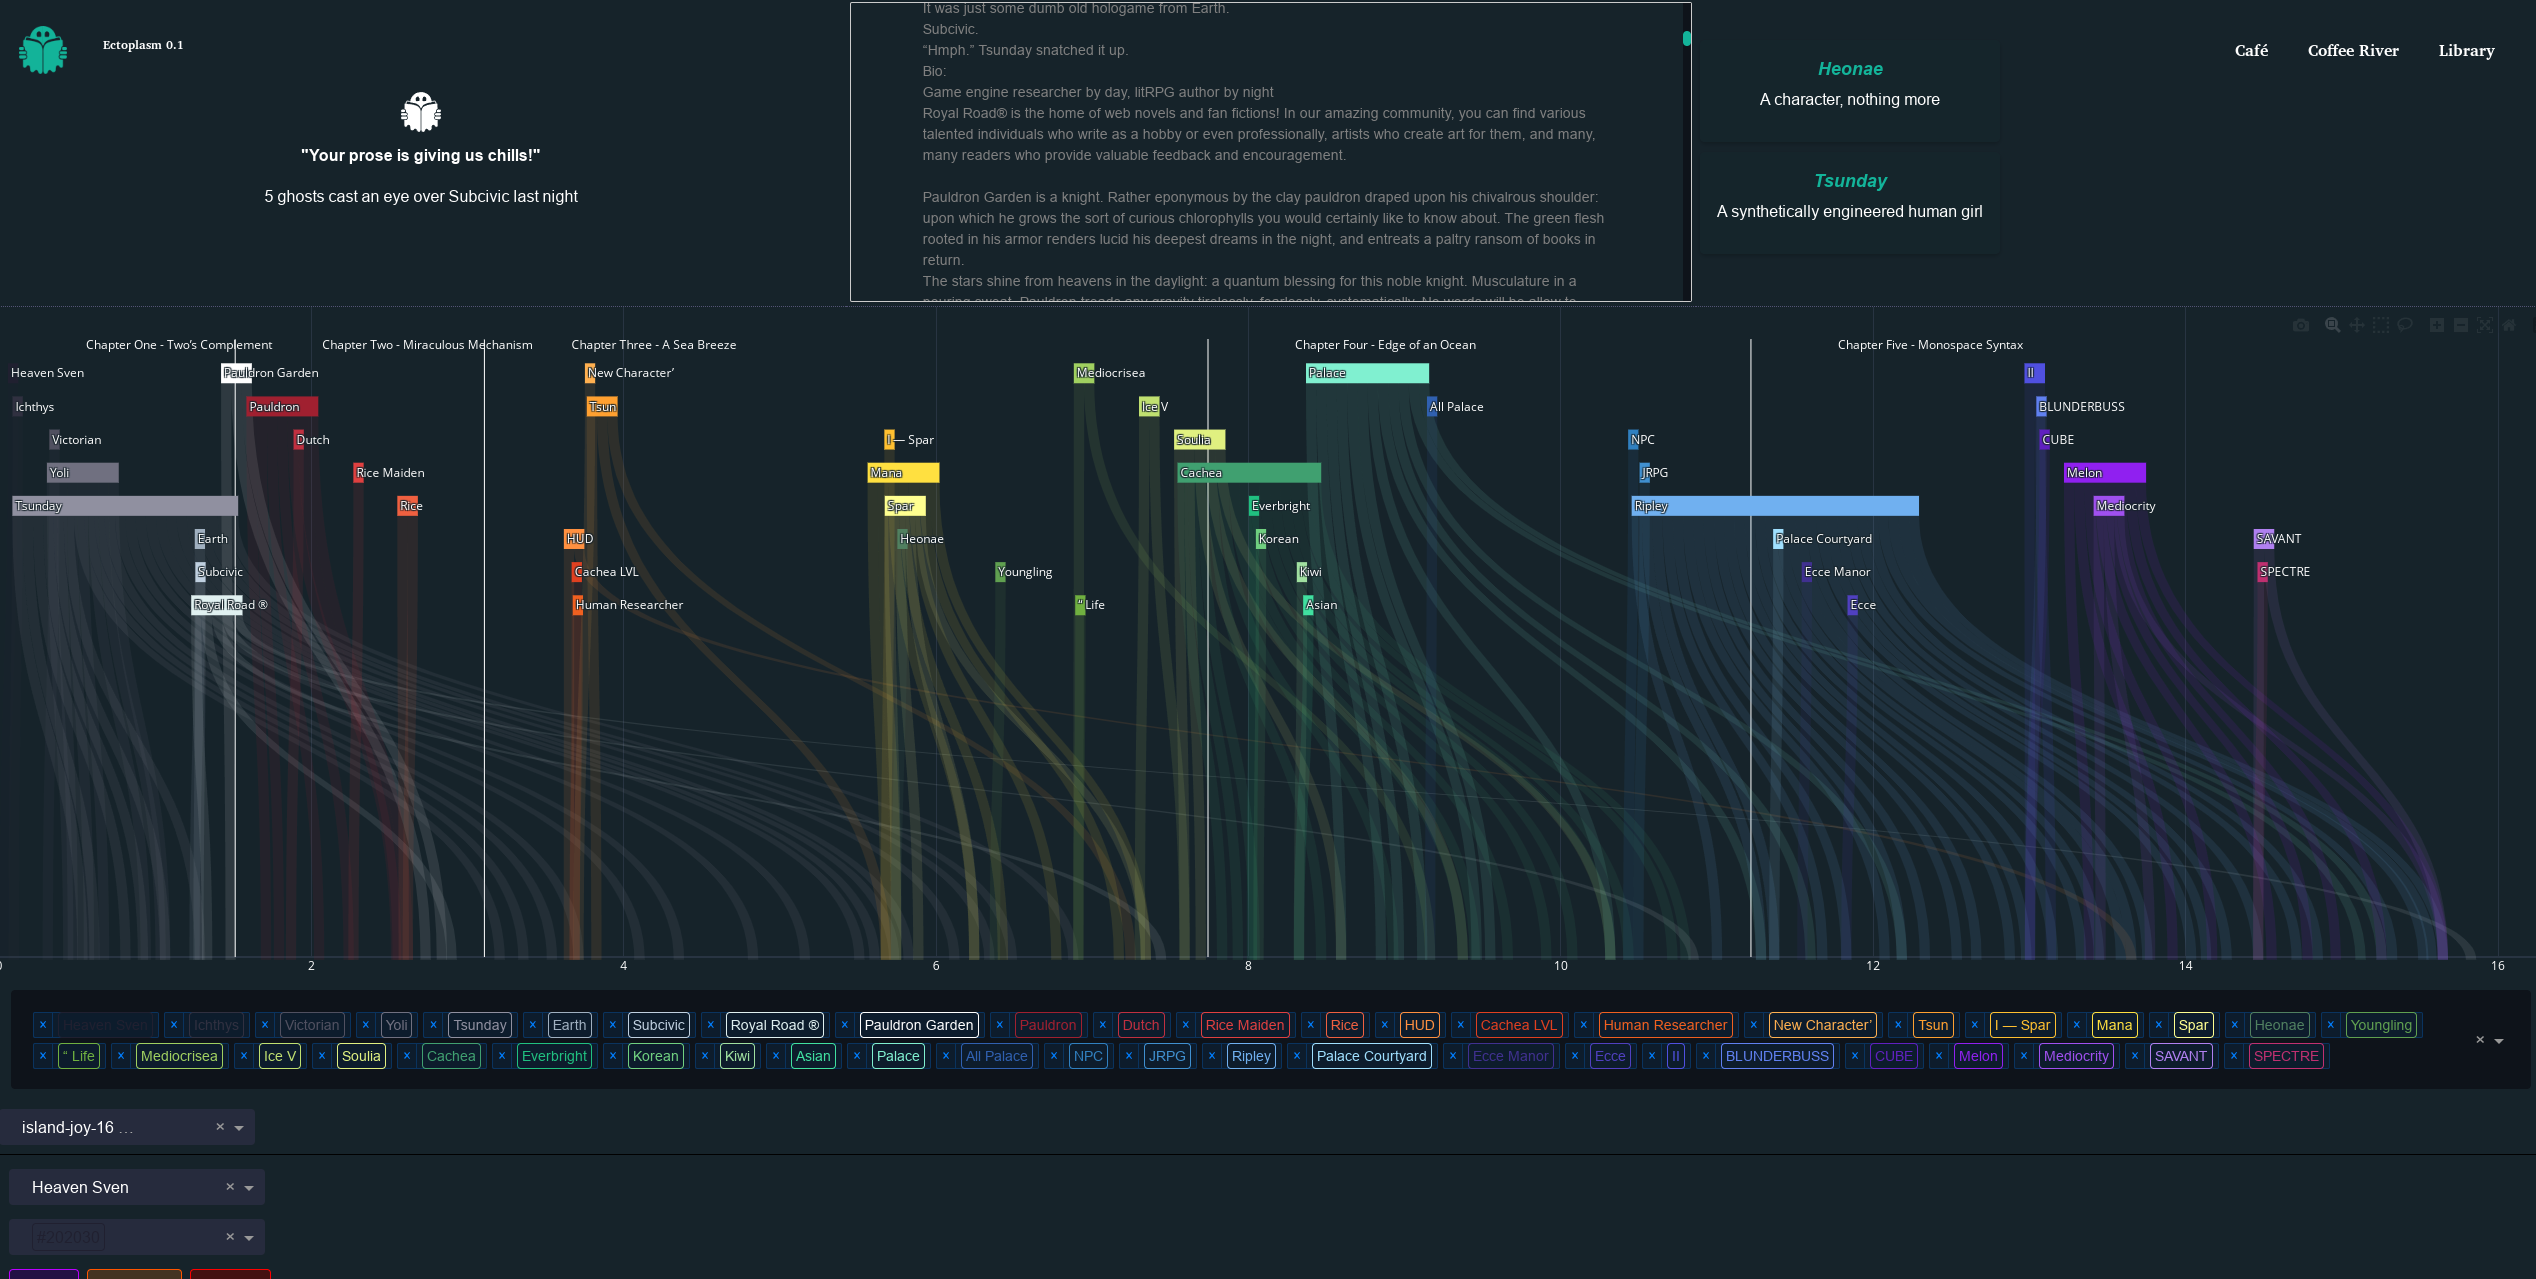 Ectoplasm 0.1
"Your prose is giving us chills!"
5 ghosts cast an eye over Subcivic last night
It was just some dumb old hologame from Earth.
Subcivic.
“Hmph.” Tsunday snatched it up.
Bio:
Game engine researcher by day, litRPG author by night
Royal Road® is the home of web novels and fan fictions! In our amazing community, you can find various
talented individuals who write as a hobby or even professionally, artists who create art for them, and many,
many readers who provide valuable feedback and encouragement.
Pauldron Garden is a knight. Rather eponymous by the clay pauldron draped upon his chivalrous shoulder:
upon which he grows the sort of curious chlorophylls you would certainly like to know about. The green flesh
rooted in his armor renders lucid his deepest dreams in the night, and entreats a paltry ransom of books in
return.
The stars shine from heavens in the daylight: a quantum blessing for this noble knight. Musculature in a
Heonae
A character, nothing more
Tsunday
A synthetically engineered human girl
Café Coffee River Library
Chapter One - Two's Complement Chapter Two - Miraculous Mechanism Chapter Three - A Sea Breeze Chapter Four - Edge of an Ocean Chapter Five - Monospace Syntax
Heaven Sven Pauldron Garden New Character’ Mediocrisea Palace II
Ichthys Pauldron Tsun Ice V All Palace BLUNDERBUSS
Victorian Dutch I — Spar Soulia NPC CUBE
Yoli Rice Maiden Mana Cachea JRPG Melon
Tsunday Rice Spar Everbright Ripley Mediocrity
Earth HUD Heonae Korean Palace Courtyard SAVANT
Subcivic Cachea LVL Youngling Kiwi Ecce Manor SPECTRE
Royal Road ® Human Researcher “ Life Asian Ecce
0 2 4 6 8 10 12 14 16
× Heaven Sven × Ichthys × Victorian × Yoli × Tsunday × Earth × Subcivic × Royal Road ® × Pauldron Garden × Pauldron × Dutch × Rice Maiden × Rice × HUD × Cachea LVL × Human Researcher × New Character’ × Tsun × I — Spar × Mana × Spar × Heonae × Youngling
× “ Life × Mediocrisea × Ice V × Soulia × Cachea × Everbright × Korean × Kiwi × Asian × Palace × All Palace × NPC × JRPG × Ripley × Palace Courtyard × Ecce Manor × Ecce × II × BLUNDERBUSS × CUBE × Melon × Mediocrity × SAVANT × SPECTRE ×
island-joy-16 … ×
Heaven Sven ×
#202030 ×